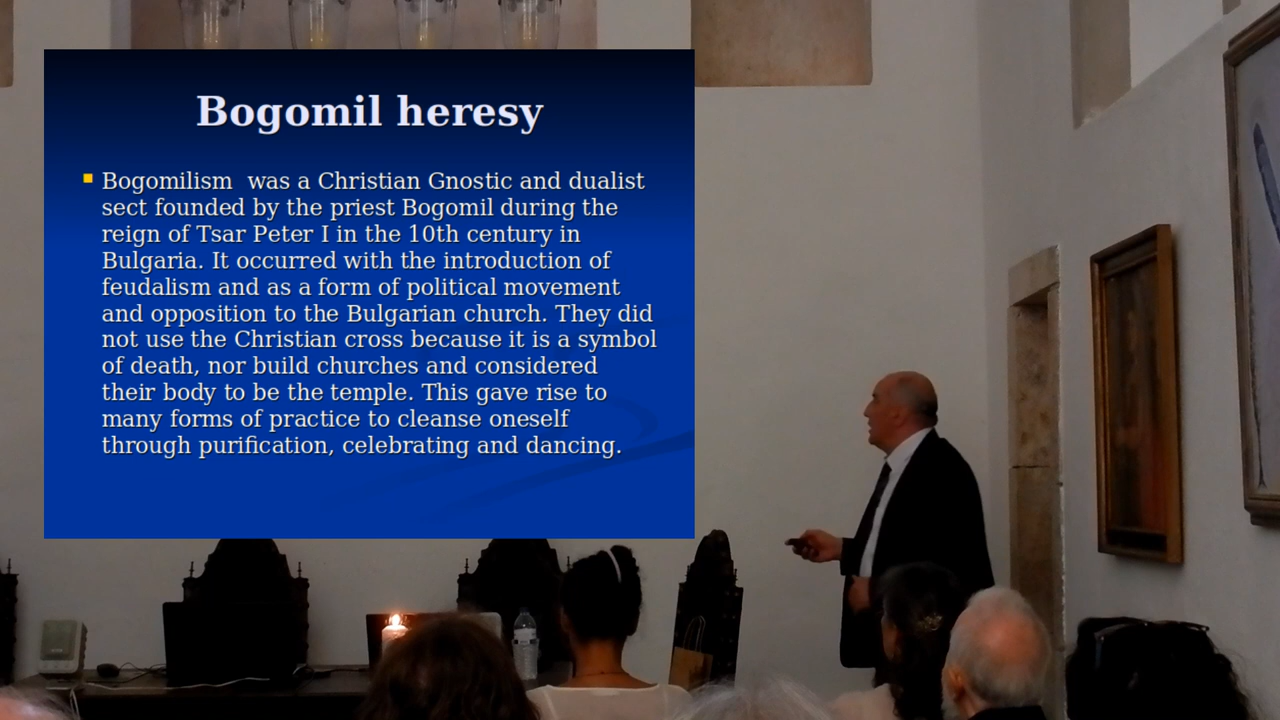 Bogomil heresy
Bogomilism  was a Christian Gnostic and dualist
sect founded by the priest Bogomil during the
reign of Tsar Peter I in the 10th century in
Bulgaria. It occurred with the introduction of
feudalism and as a form of political movement
and opposition to the Bulgarian church. They did
not use the Christian cross because it is a symbol
of death, nor build churches and considered
their body to be the temple. This gave rise to
many forms of practice to cleanse oneself
through purification, celebrating and dancing.